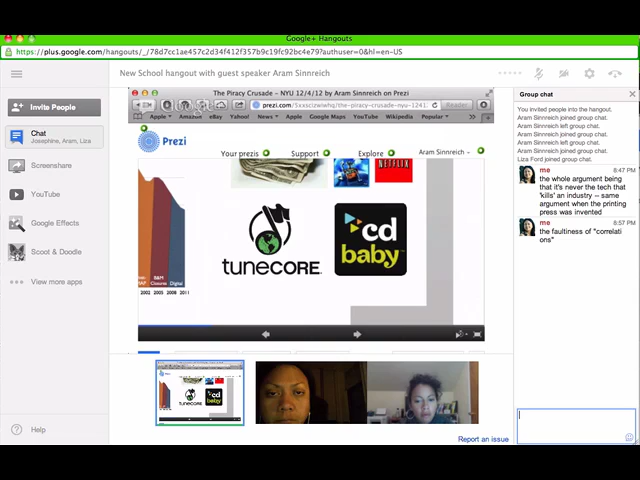 Google+ Hangouts
https://plus.google.com/hangouts/_/78d7cc1ae457c2d34f412f357b9c19fc92bc4e79?authuser=0&hl=en-US
New School hangout with guest speaker Aram Sinnreich
Invite People
Chat
Josephine, Aram, Liza
Screenshare
YouTube
Google Effects
Scoot & Doodle
View more apps
Help
The Piracy Crusade - NYU 12/4/12 by Aram Sinnreich on Prezi
Reader
Apple
Amazon
eBay
Yahoo!
News
Apple
Google Maps
YouTube
Wikipedia
Popular
Prezi
Your prezis
Support
Explore
Aram Sinnreich
NETFLIX
TUNECORE
cd
baby
Closures
Digital
2002 2005 2008 2011
Report an issue
Group chat
You invited people into the hangout.
Aram Sinnreich joined group chat.
Aram Sinnreich left group chat.
Aram Sinnreich joined group chat.
Aram Sinnreich left group chat.
Aram Sinnreich joined group chat.
Liza Ford joined group chat.
me 8:47 PM
the whole argument being
that it's never the tech that
'kills' an industry -- same
argument when the printing
press was invented
me 8:57 PM
the faultiness of "correlati
ons"